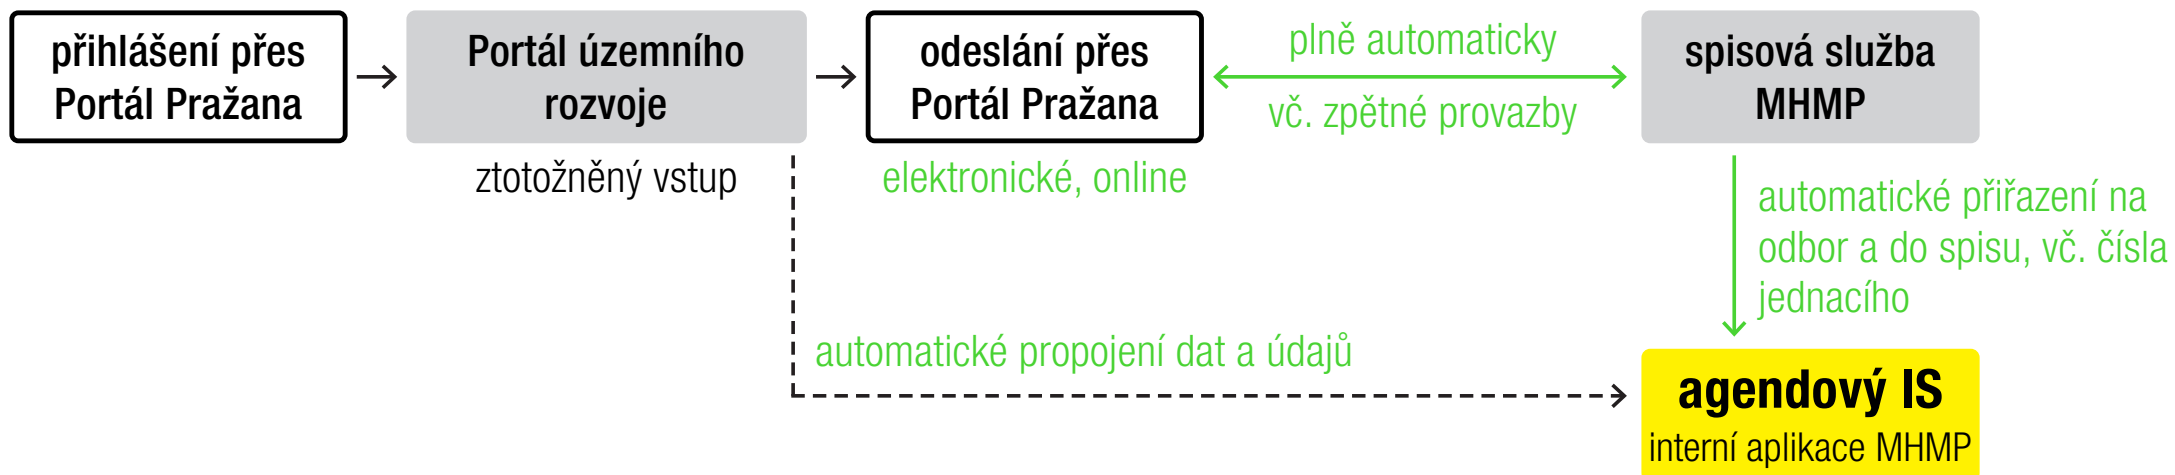 přihlášení přes
Portál Pražana
Portál územního
rozvoje
ztotožněný vstup
odeslání přes
Portál Pražana
elektronické, online
plně automaticky
vč. zpětné provazby
spisová služba
MHMP
automatické přiřazení na
odbor a do spisu, vč. čísla
jednacího
automatické propojení dat a údajů
agendový IS
interní aplikace MHMP